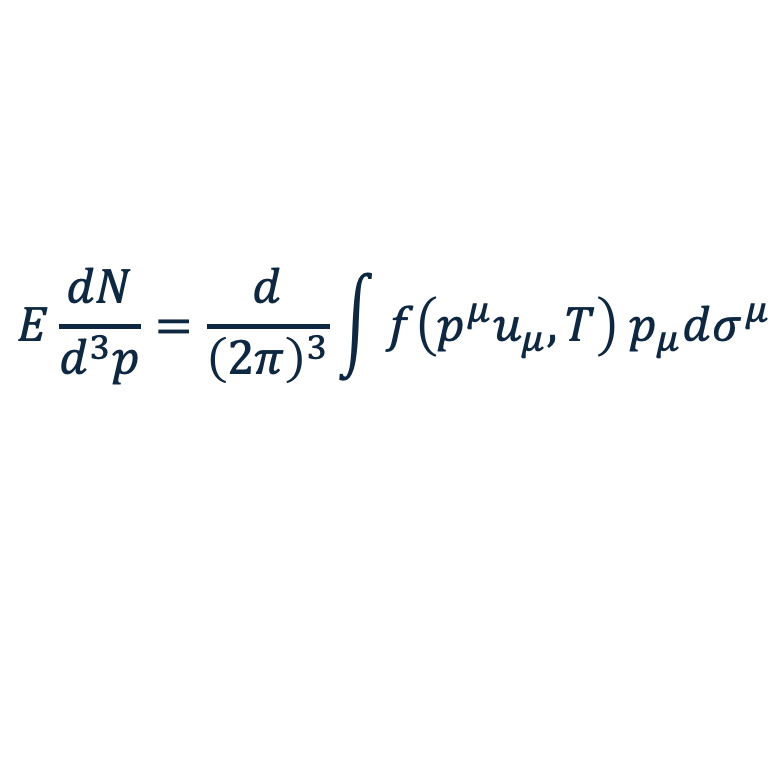 E dN/d³p = d/(2π)³ ∫ f(p^μ u_μ, T) p_μ dσ^μ